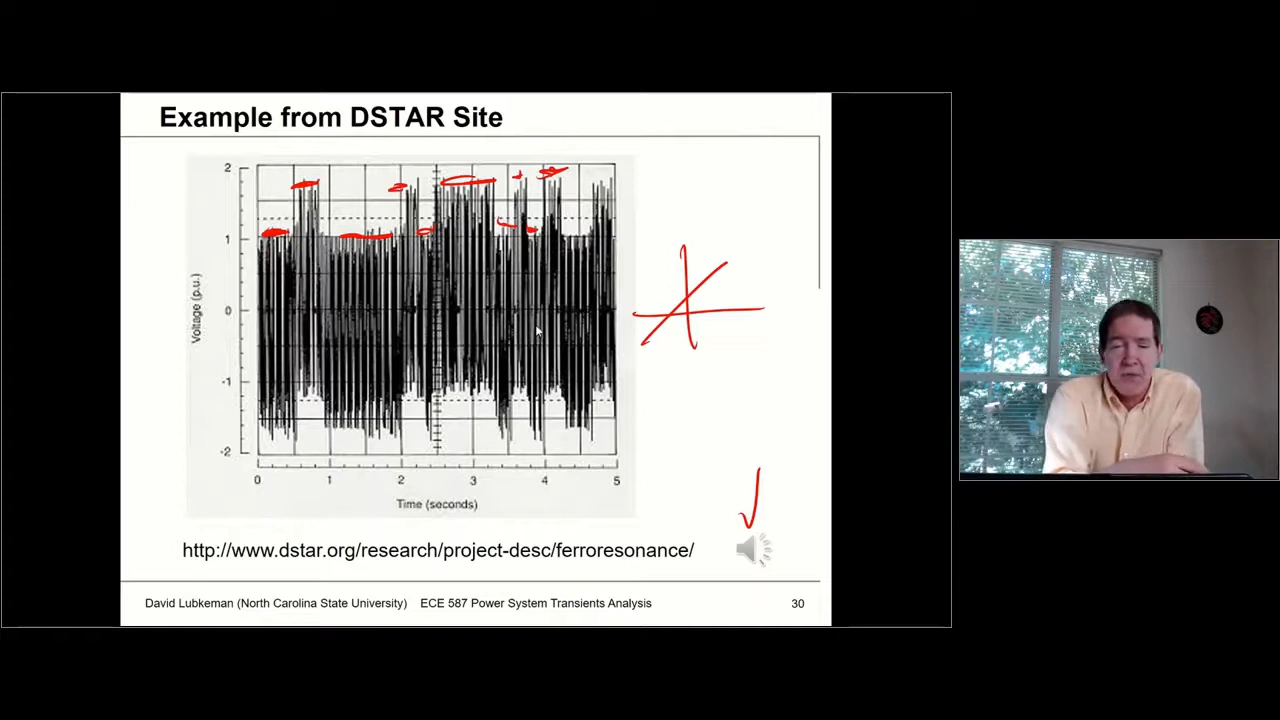 Example from DSTAR Site
2
1
0
-1
-2
Voltage (p.u.)
0 1 2 3 4 5
Time (seconds)
http://www.dstar.org/research/project-desc/ferroresonance/
David Lubkeman (North Carolina State University) ECE 587 Power System Transients Analysis 30